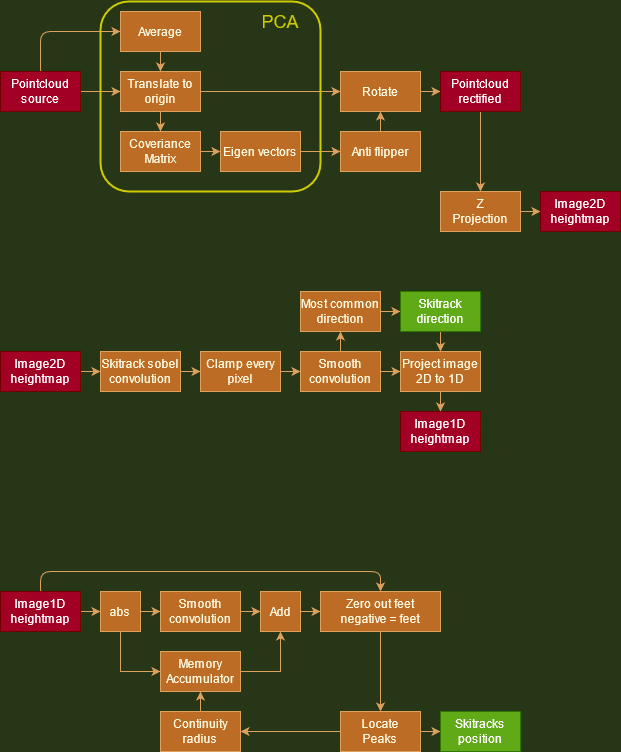 PCA
Average
Pointcloud
source
Translate to
origin
Rotate
Pointcloud
rectified
Coveriance
Matrix
Eigen vectors
Anti flipper
Z
Projection
Image2D
heightmap
Most common
direction
Skitrack
direction
Image2D
heightmap
Skitrack sobel
convolution
Clamp every
pixel
Smooth
convolution
Project image
2D to 1D
Image1D
heightmap
Image1D
heightmap
abs
Smooth
convolution
Add
Zero out feet
negative = feet
Memory
Accumulator
Continuity
radius
Locate
Peaks
Skitracks
position